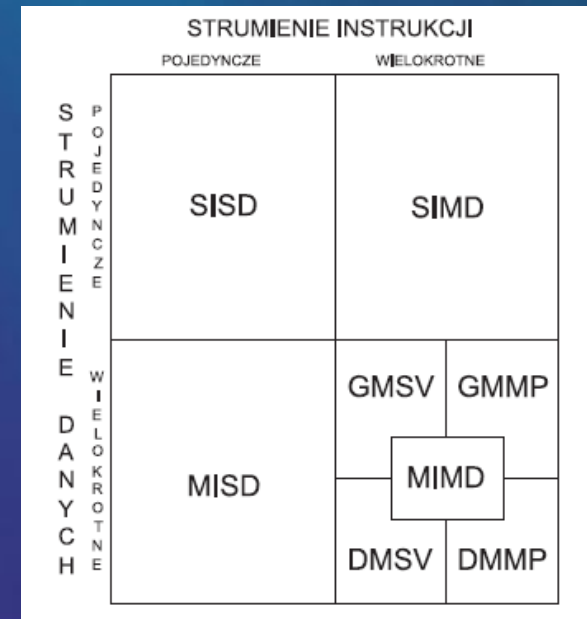 STRUMIENIE INSTRUKCJI
POJEDYNCZE WIELOKROTNE
STRUMIENIE DANYCH
POJEDYNCZE
SISD SIMD
WIELOKROTNE
GMSV GMMP
MISD MIMD
DMSV DMMP